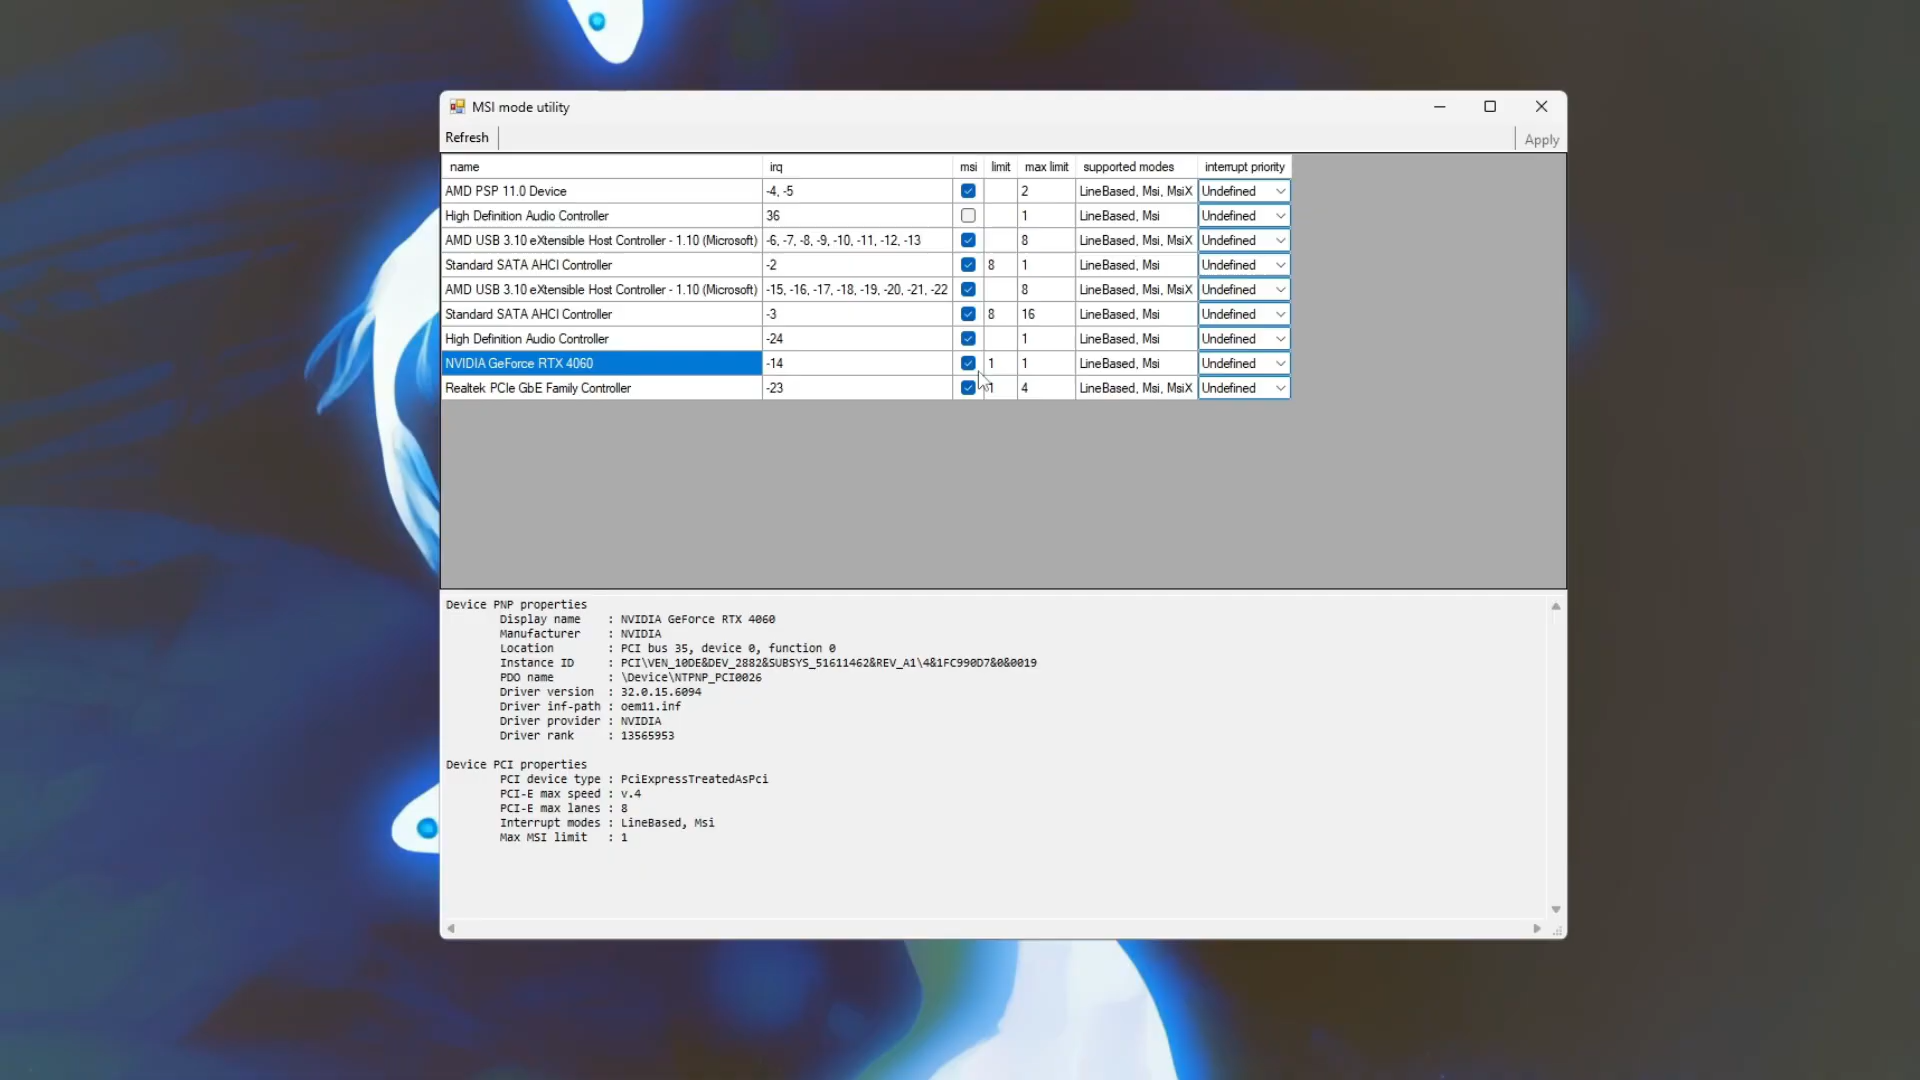 MSI mode utility
Refresh Apply
name irq msi limit max limit supported modes interrupt priority
AMD PSP 11.0 Device -4, -5 2 LineBased, Msi, MsiX Undefined
High Definition Audio Controller 36 1 LineBased, Msi Undefined
AMD USB 3.10 eXtensible Host Controller - 1.10 (Microsoft) -6, -7, -8, -9, -10, -11, -12, -13 8 LineBased, Msi, MsiX Undefined
Standard SATA AHCI Controller -2 8 1 LineBased, Msi Undefined
AMD USB 3.10 eXtensible Host Controller - 1.10 (Microsoft) -15, -16, -17, -18, -19, -20, -21, -22 8 LineBased, Msi, MsiX Undefined
Standard SATA AHCI Controller -3 8 16 LineBased, Msi Undefined
High Definition Audio Controller -24 1 LineBased, Msi Undefined
NVIDIA GeForce RTX 4060 -14 1 1 LineBased, Msi Undefined
Realtek PCIe GbE Family Controller -23 1 4 LineBased, Msi, MsiX Undefined
Device PNP properties
Display name : NVIDIA GeForce RTX 4060
Manufacturer : NVIDIA
Location : PCI bus 35, device 0, function 0
Instance ID : PCI\VEN_10DE&DEV_2882&SUBSYS_51611462&REV_A1\4&1FC990D7&0&0019
PDO name : \Device\NTPNP_PCI0026
Driver version : 32.0.15.6094
Driver inf-path : oem11.inf
Driver provider : NVIDIA
Driver rank : 13565953
Device PCI properties
PCI device type : PciExpressTreatedAsPci
PCI-E max speed : v.4
PCI-E max lanes : 8
Interrupt modes : LineBased, Msi
Max MSI limit : 1